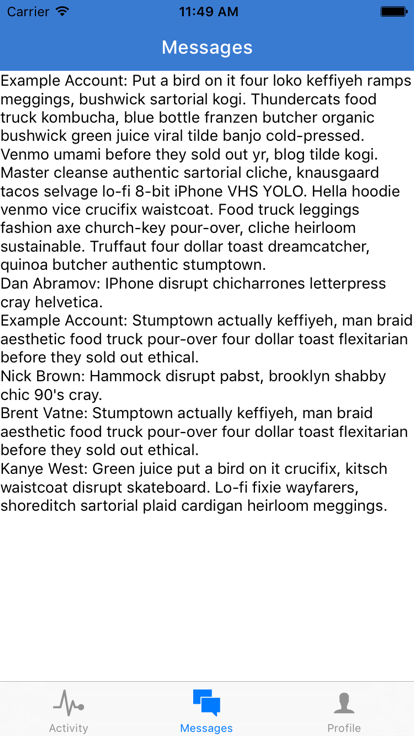 Carrier 11:49 AM
Messages
Example Account: Put a bird on it four loko keffiyeh ramps
meggings, bushwick sartorial kogi. Thundercats food
truck kombucha, blue bottle franzen butcher organic
bushwick green juice viral tilde banjo cold-pressed.
Venmo umami before they sold out yr, blog tilde kogi.
Master cleanse authentic sartorial cliche, knausgaard
tacos selvage lo-fi 8-bit iPhone VHS YOLO. Hella hoodie
venmo vice crucifix waistcoat. Food truck leggings
fashion axe church-key pour-over, cliche heirloom
sustainable. Truffaut four dollar toast dreamcatcher,
quinoa butcher authentic stumptown.
Dan Abramov: IPhone disrupt chicharrones letterpress
cray helvetica.
Example Account: Stumptown actually keffiyeh, man braid
aesthetic food truck pour-over four dollar toast flexitarian
before they sold out ethical.
Nick Brown: Hammock disrupt pabst, brooklyn shabby
chic 90's cray.
Brent Vatne: Stumptown actually keffiyeh, man braid
aesthetic food truck pour-over four dollar toast flexitarian
before they sold out ethical.
Kanye West: Green juice put a bird on it crucifix, kitsch
waistcoat disrupt skateboard. Lo-fi fixie wayfarers,
shoreditch sartorial plaid cardigan heirloom meggings.
Activity Messages Profile